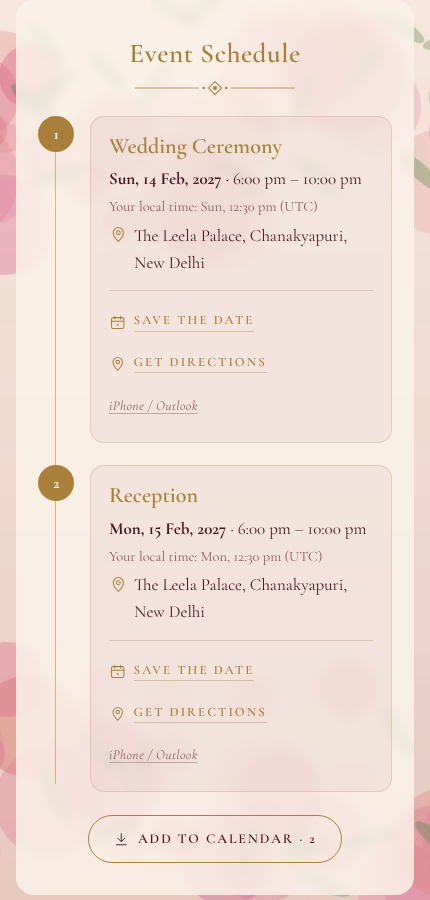 Event Schedule
1
Wedding Ceremony
Sun, 14 Feb, 2027 · 6:00 pm – 10:00 pm
Your local time: Sun, 12:30 pm (UTC)
The Leela Palace, Chanakyapuri,
New Delhi
SAVE THE DATE
GET DIRECTIONS
iPhone / Outlook
2
Reception
Mon, 15 Feb, 2027 · 6:00 pm – 10:00 pm
Your local time: Mon, 12:30 pm (UTC)
The Leela Palace, Chanakyapuri,
New Delhi
SAVE THE DATE
GET DIRECTIONS
iPhone / Outlook
ADD TO CALENDAR · 2